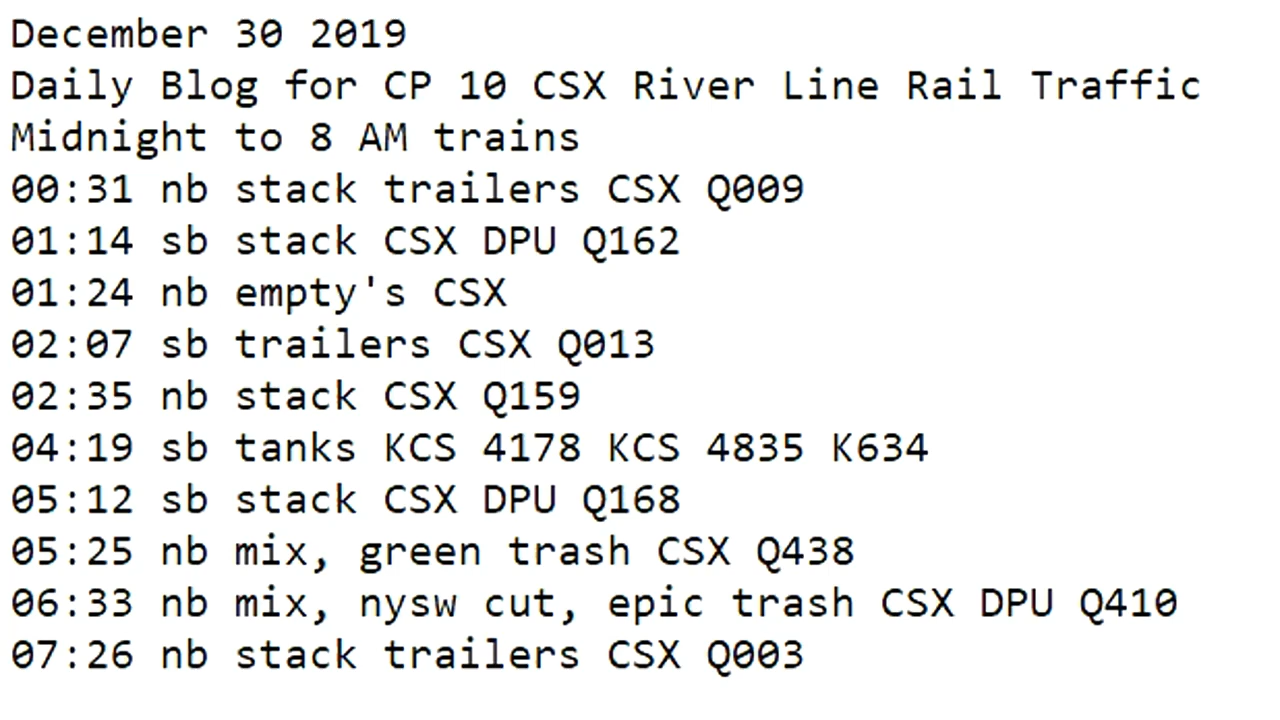 December 30 2019
Daily Blog for CP 10 CSX River Line Rail Traffic
Midnight to 8 AM trains
00:31 nb stack trailers CSX Q009
01:14 sb stack CSX DPU Q162
01:24 nb empty's CSX
02:07 sb trailers CSX Q013
02:35 nb stack CSX Q159
04:19 sb tanks KCS 4178 KCS 4835 K634
05:12 sb stack CSX DPU Q168
05:25 nb mix, green trash CSX Q438
06:33 nb mix, nysw cut, epic trash CSX DPU Q410
07:26 nb stack trailers CSX Q003